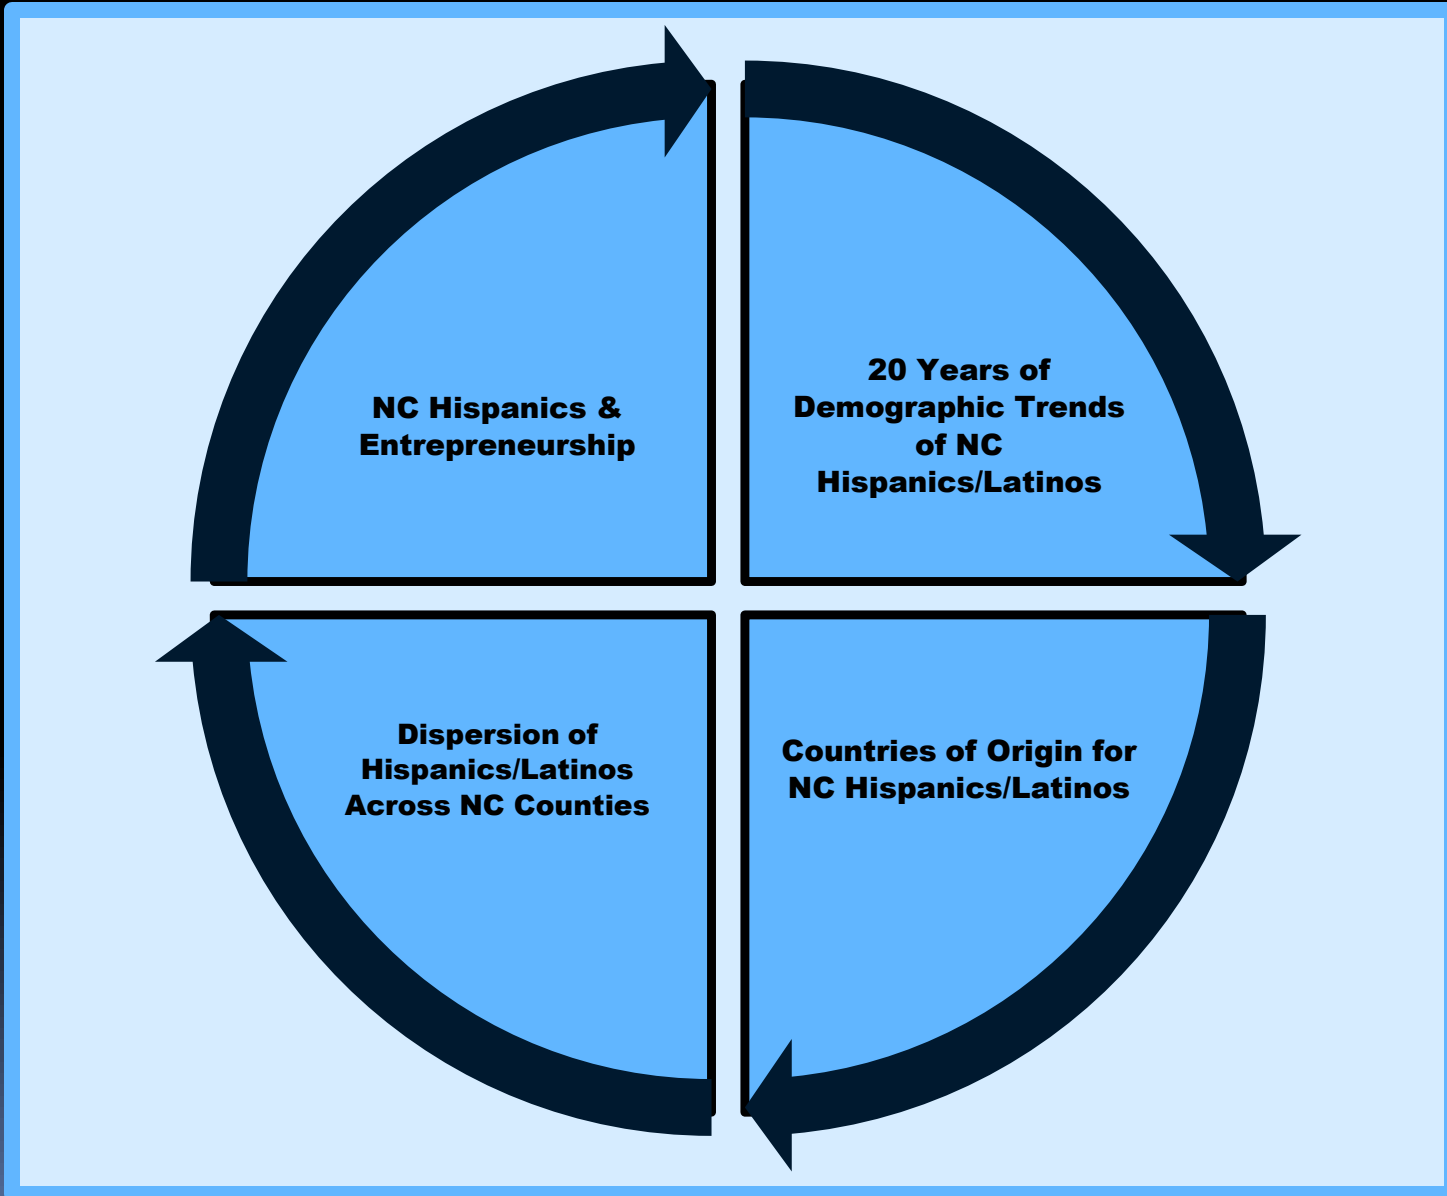 NC Hispanics &
Entrepreneurship
20 Years of
Demographic Trends
of NC
Hispanics/Latinos
Dispersion of
Hispanics/Latinos
Across NC Counties
Countries of Origin for
NC Hispanics/Latinos